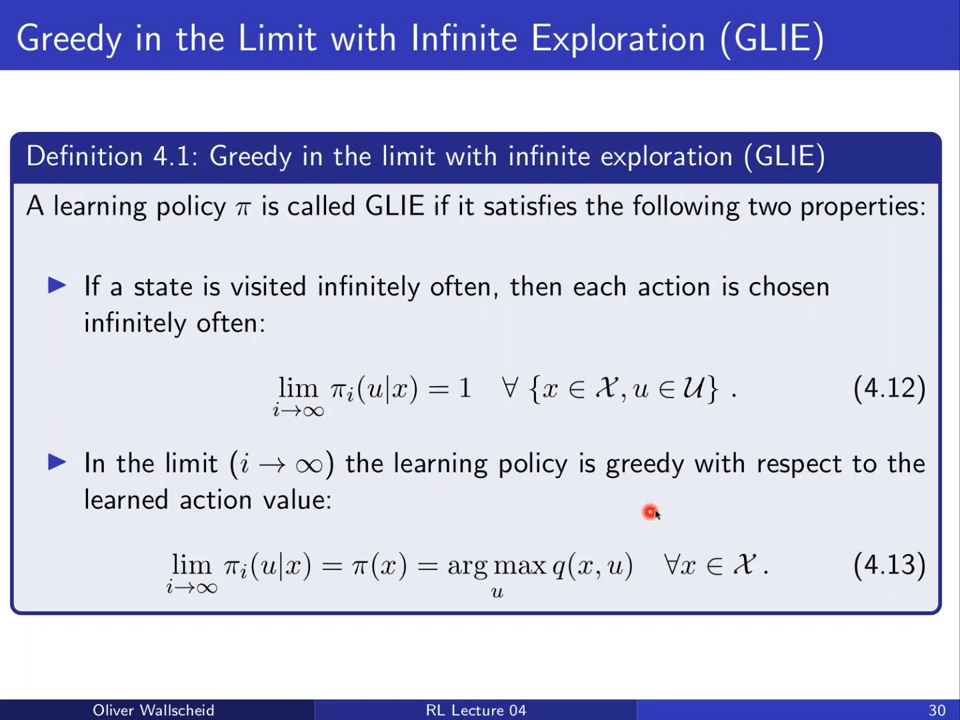 Greedy in the Limit with Infinite Exploration (GLIE)
Definition 4.1: Greedy in the limit with infinite exploration (GLIE)
A learning policy π is called GLIE if it satisfies the following two properties:
▶ If a state is visited infinitely often, then each action is chosen
infinitely often:
lim_{i→∞} π_i(u|x) = 1 ∀ {x ∈ 𝒳, u ∈ 𝒰} . (4.12)
▶ In the limit (i → ∞) the learning policy is greedy with respect to the
learned action value:
lim_{i→∞} π_i(u|x) = π(x) = arg max_u q(x, u) ∀x ∈ 𝒳 . (4.13)
Oliver Wallscheid RL Lecture 04 30